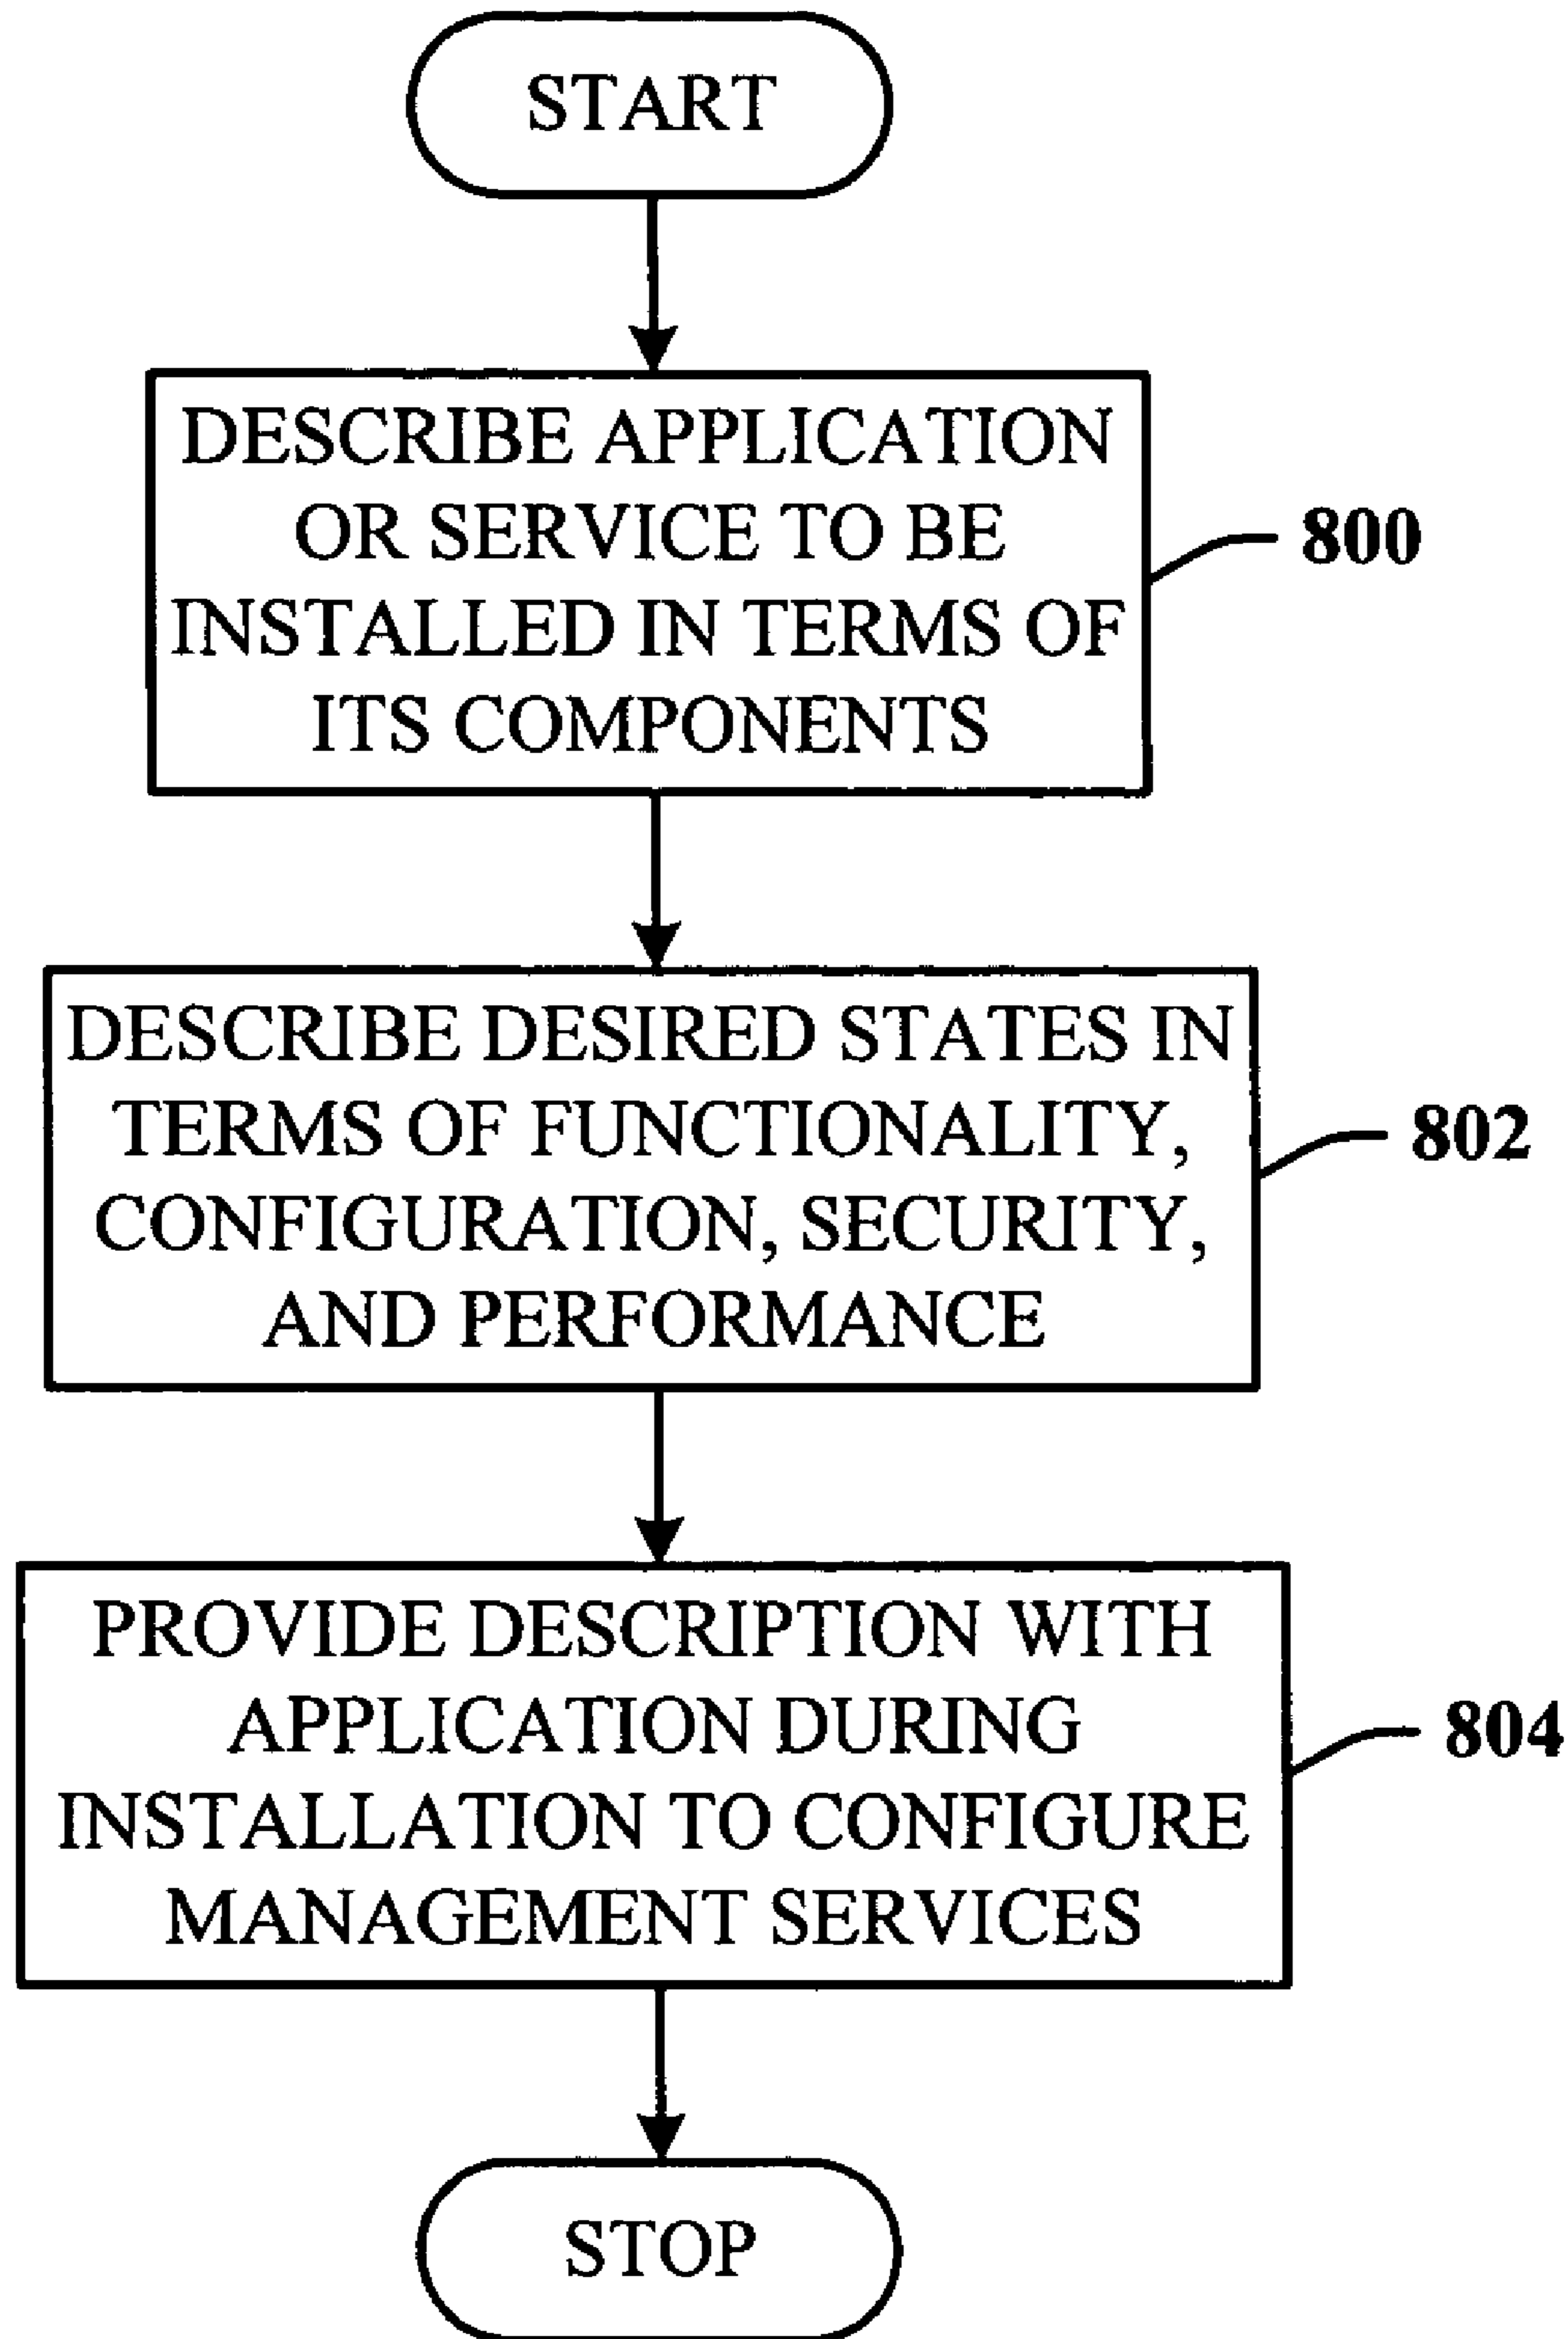 START
DESCRIBE APPLICATION
OR SERVICE TO BE
INSTALLED IN TERMS OF
ITS COMPONENTS
800
DESCRIBE DESIRED STATES IN
TERMS OF FUNCTIONALITY,
CONFIGURATION, SECURITY,
AND PERFORMANCE
802
PROVIDE DESCRIPTION WITH
APPLICATION DURING
INSTALLATION TO CONFIGURE
MANAGEMENT SERVICES
804
STOP